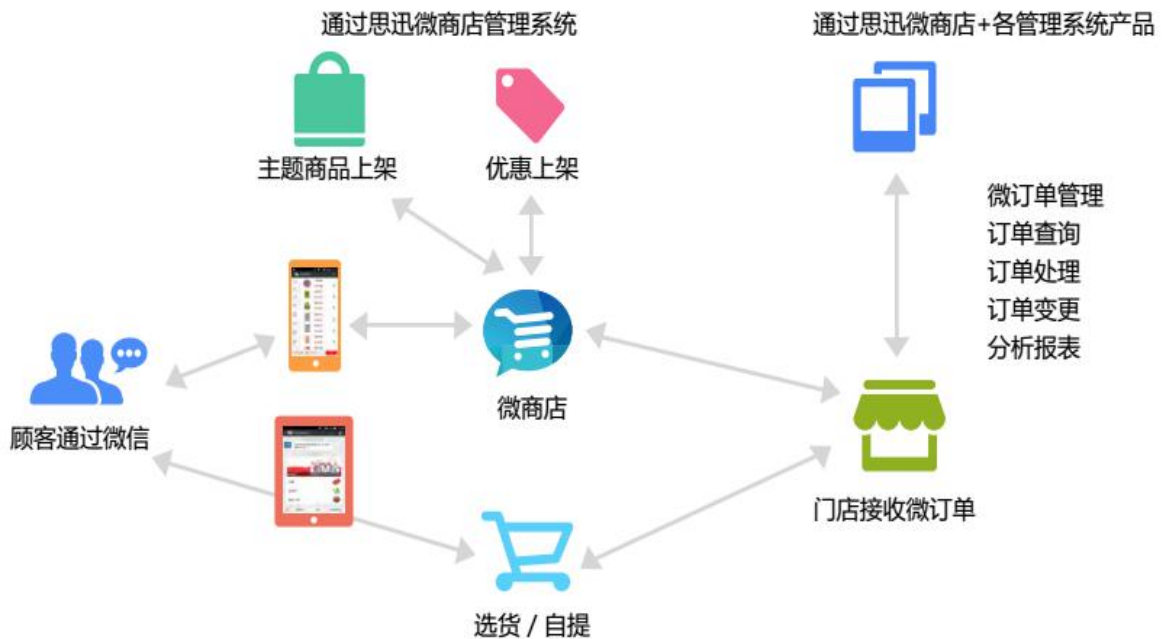 通过思迅微商店管理系统
通过思迅微商店+各管理系统产品
主题商品上架
优惠上架
微订单管理
订单查询
订单处理
订单变更
分析报表
微商店
顾客通过微信
门店接收微订单
选货 / 自提